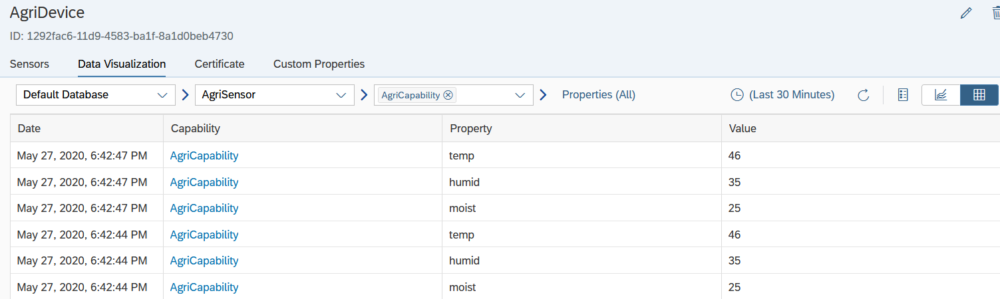 AgriDevice
ID: 1292fac6-11d9-4583-ba1f-8a1d0beb4730
Sensors Data Visualization Certificate Custom Properties
Default Database AgriSensor AgriCapability Properties (All) (Last 30 Minutes)
Date Capability Property Value
May 27, 2020, 6:42:47 PM AgriCapability temp 46
May 27, 2020, 6:42:47 PM AgriCapability humid 35
May 27, 2020, 6:42:47 PM AgriCapability moist 25
May 27, 2020, 6:42:44 PM AgriCapability temp 46
May 27, 2020, 6:42:44 PM AgriCapability humid 35
May 27, 2020, 6:42:44 PM AgriCapability moist 25